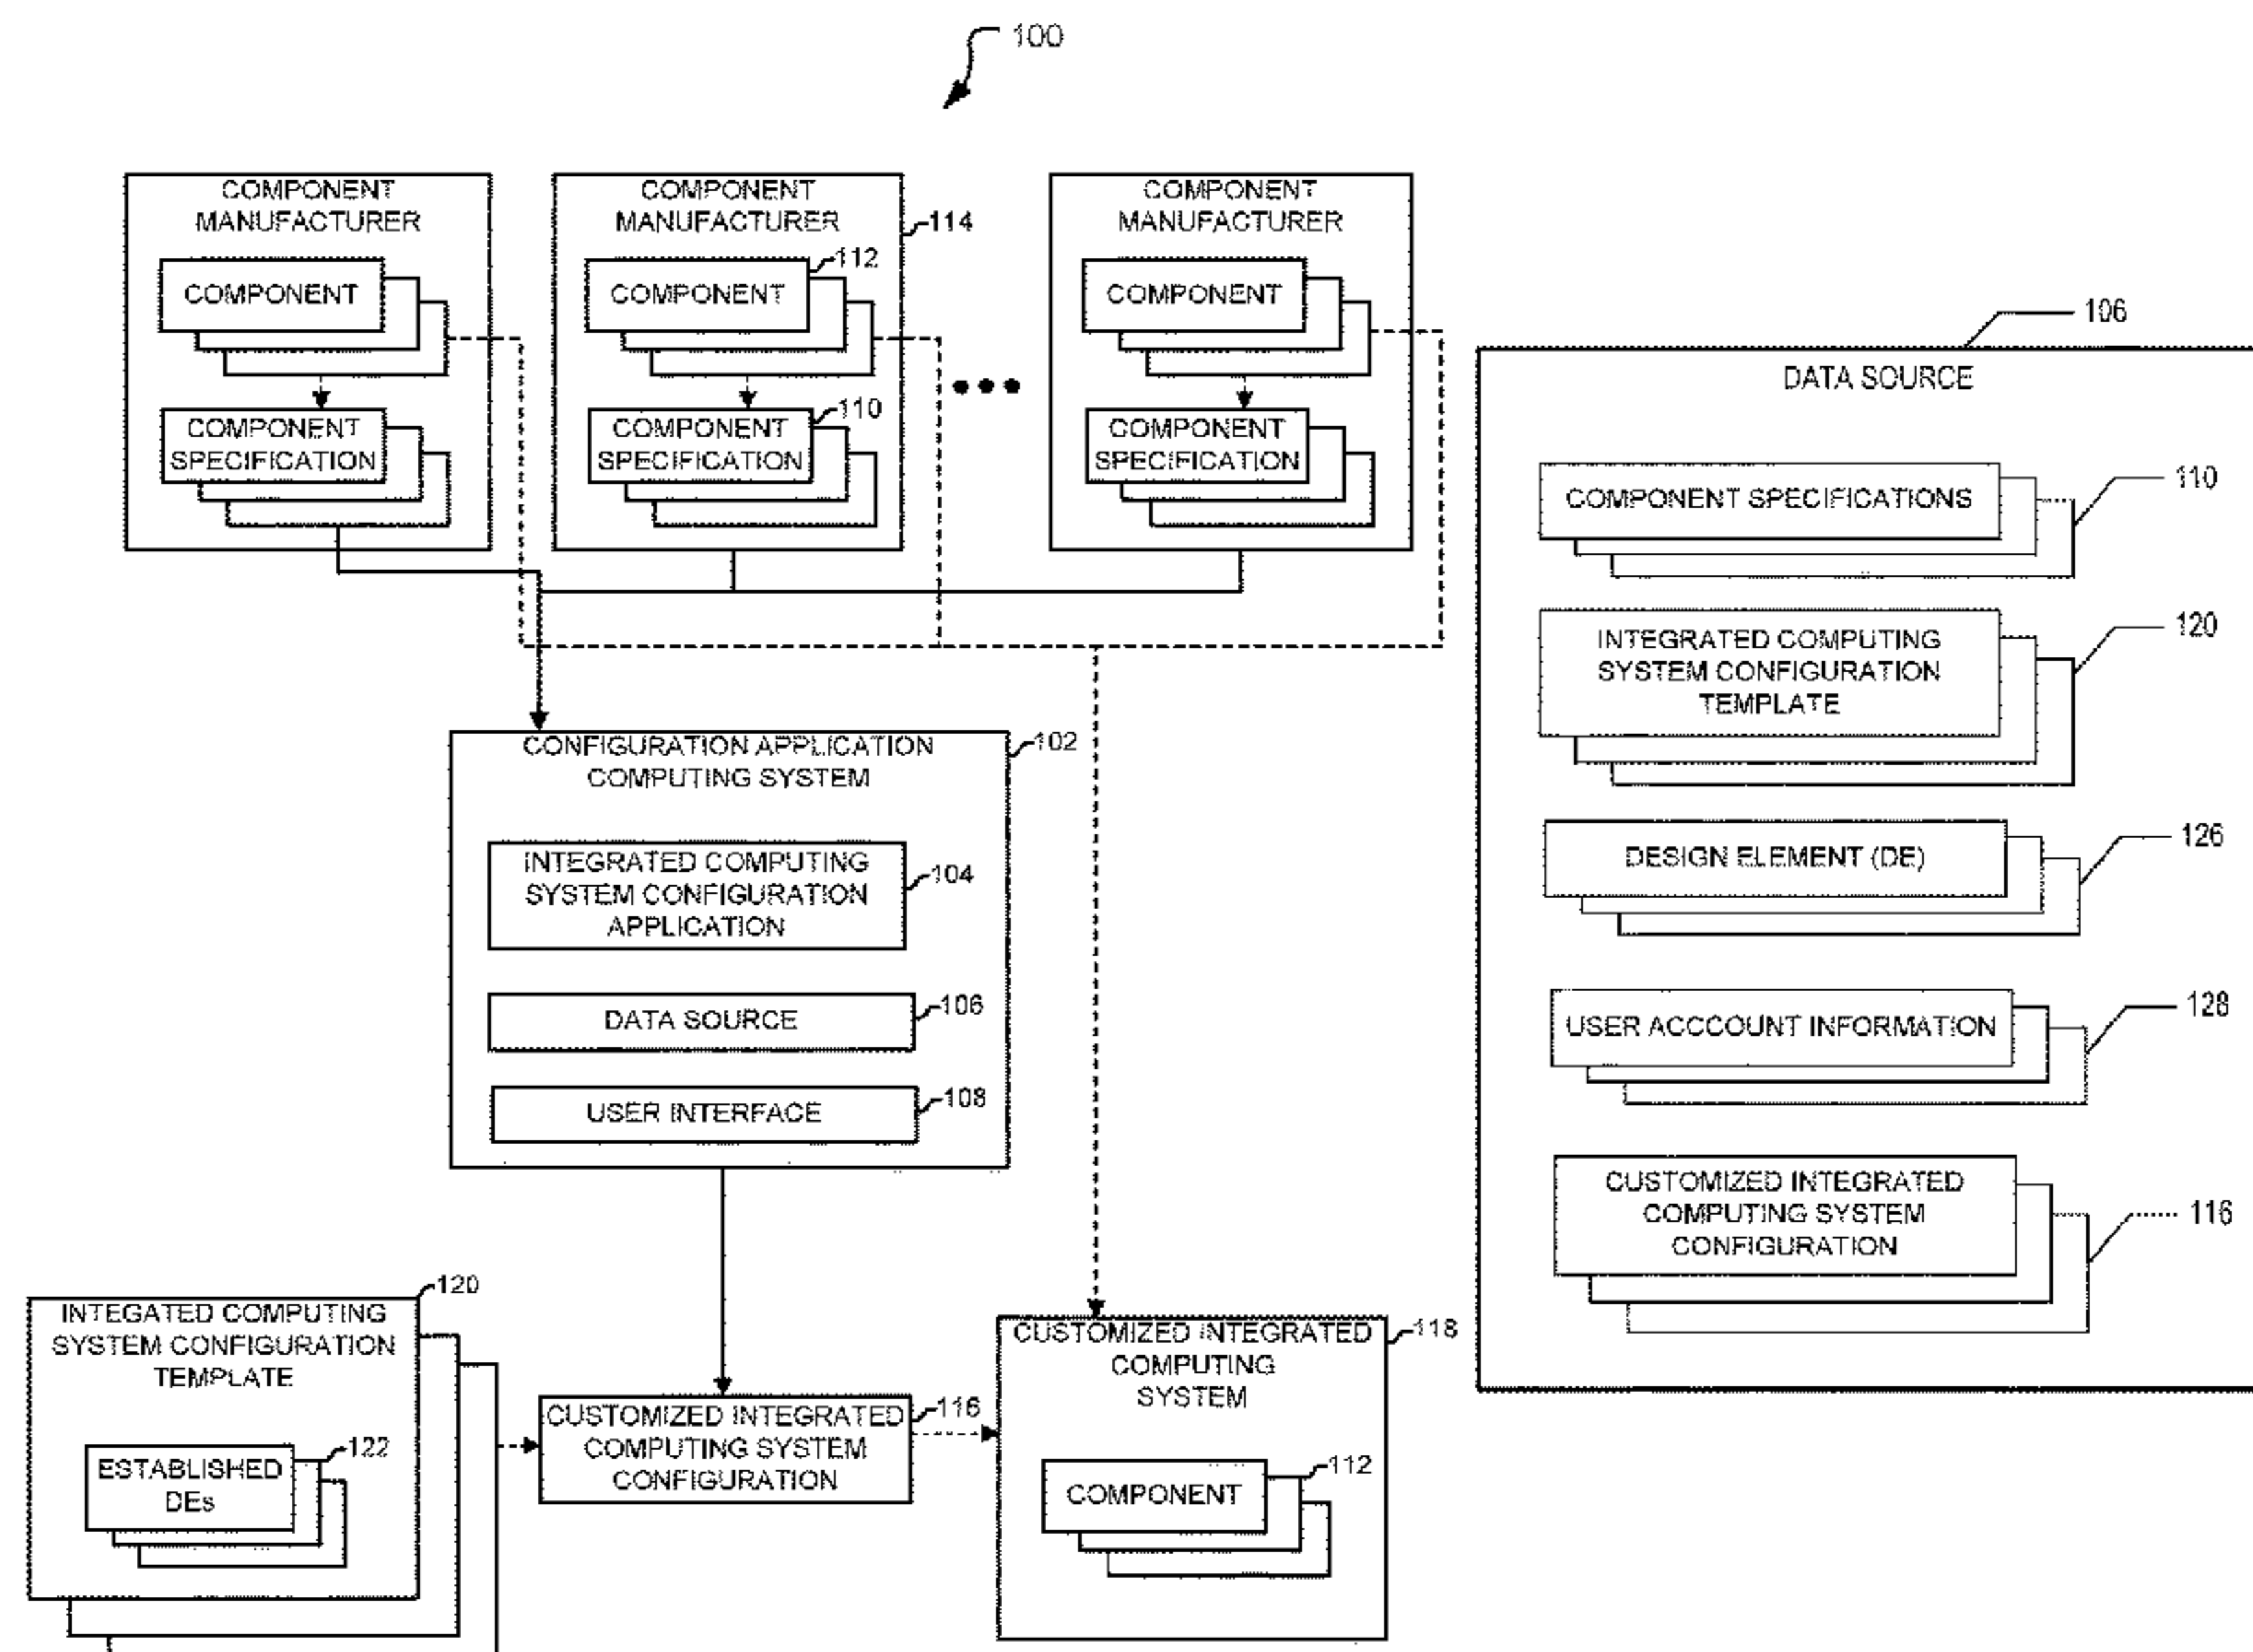 100
COMPONENT
MANUFACTURER
COMPONENT
COMPONENT
SPECIFICATION
COMPONENT
MANUFACTURER
114
112
COMPONENT
110
COMPONENT
SPECIFICATION
COMPONENT
MANUFACTURER
COMPONENT
COMPONENT
SPECIFICATION
CONFIGURATION APPLICATION
COMPUTING SYSTEM
102
INTEGRATED COMPUTING
SYSTEM CONFIGURATION
APPLICATION
104
DATA SOURCE
106
USER INTERFACE
108
120
INTEGATED COMPUTING
SYSTEM CONFIGURATION
TEMPLATE
122
ESTABLISHED
DEs
CUSTOMIZED INTEGRATED
COMPUTING SYSTEM
CONFIGURATION
116
CUSTOMIZED INTEGRATED
COMPUTING
SYSTEM
118
112
COMPONENT
106
DATA SOURCE
COMPONENT SPECIFICATIONS
110
INTEGRATED COMPUTING
SYSTEM CONFIGURATION
TEMPLATE
120
DESIGN ELEMENT (DE)
126
USER ACCCOUNT INFORMATION
128
CUSTOMIZED INTEGRATED
COMPUTING SYSTEM
CONFIGURATION
116